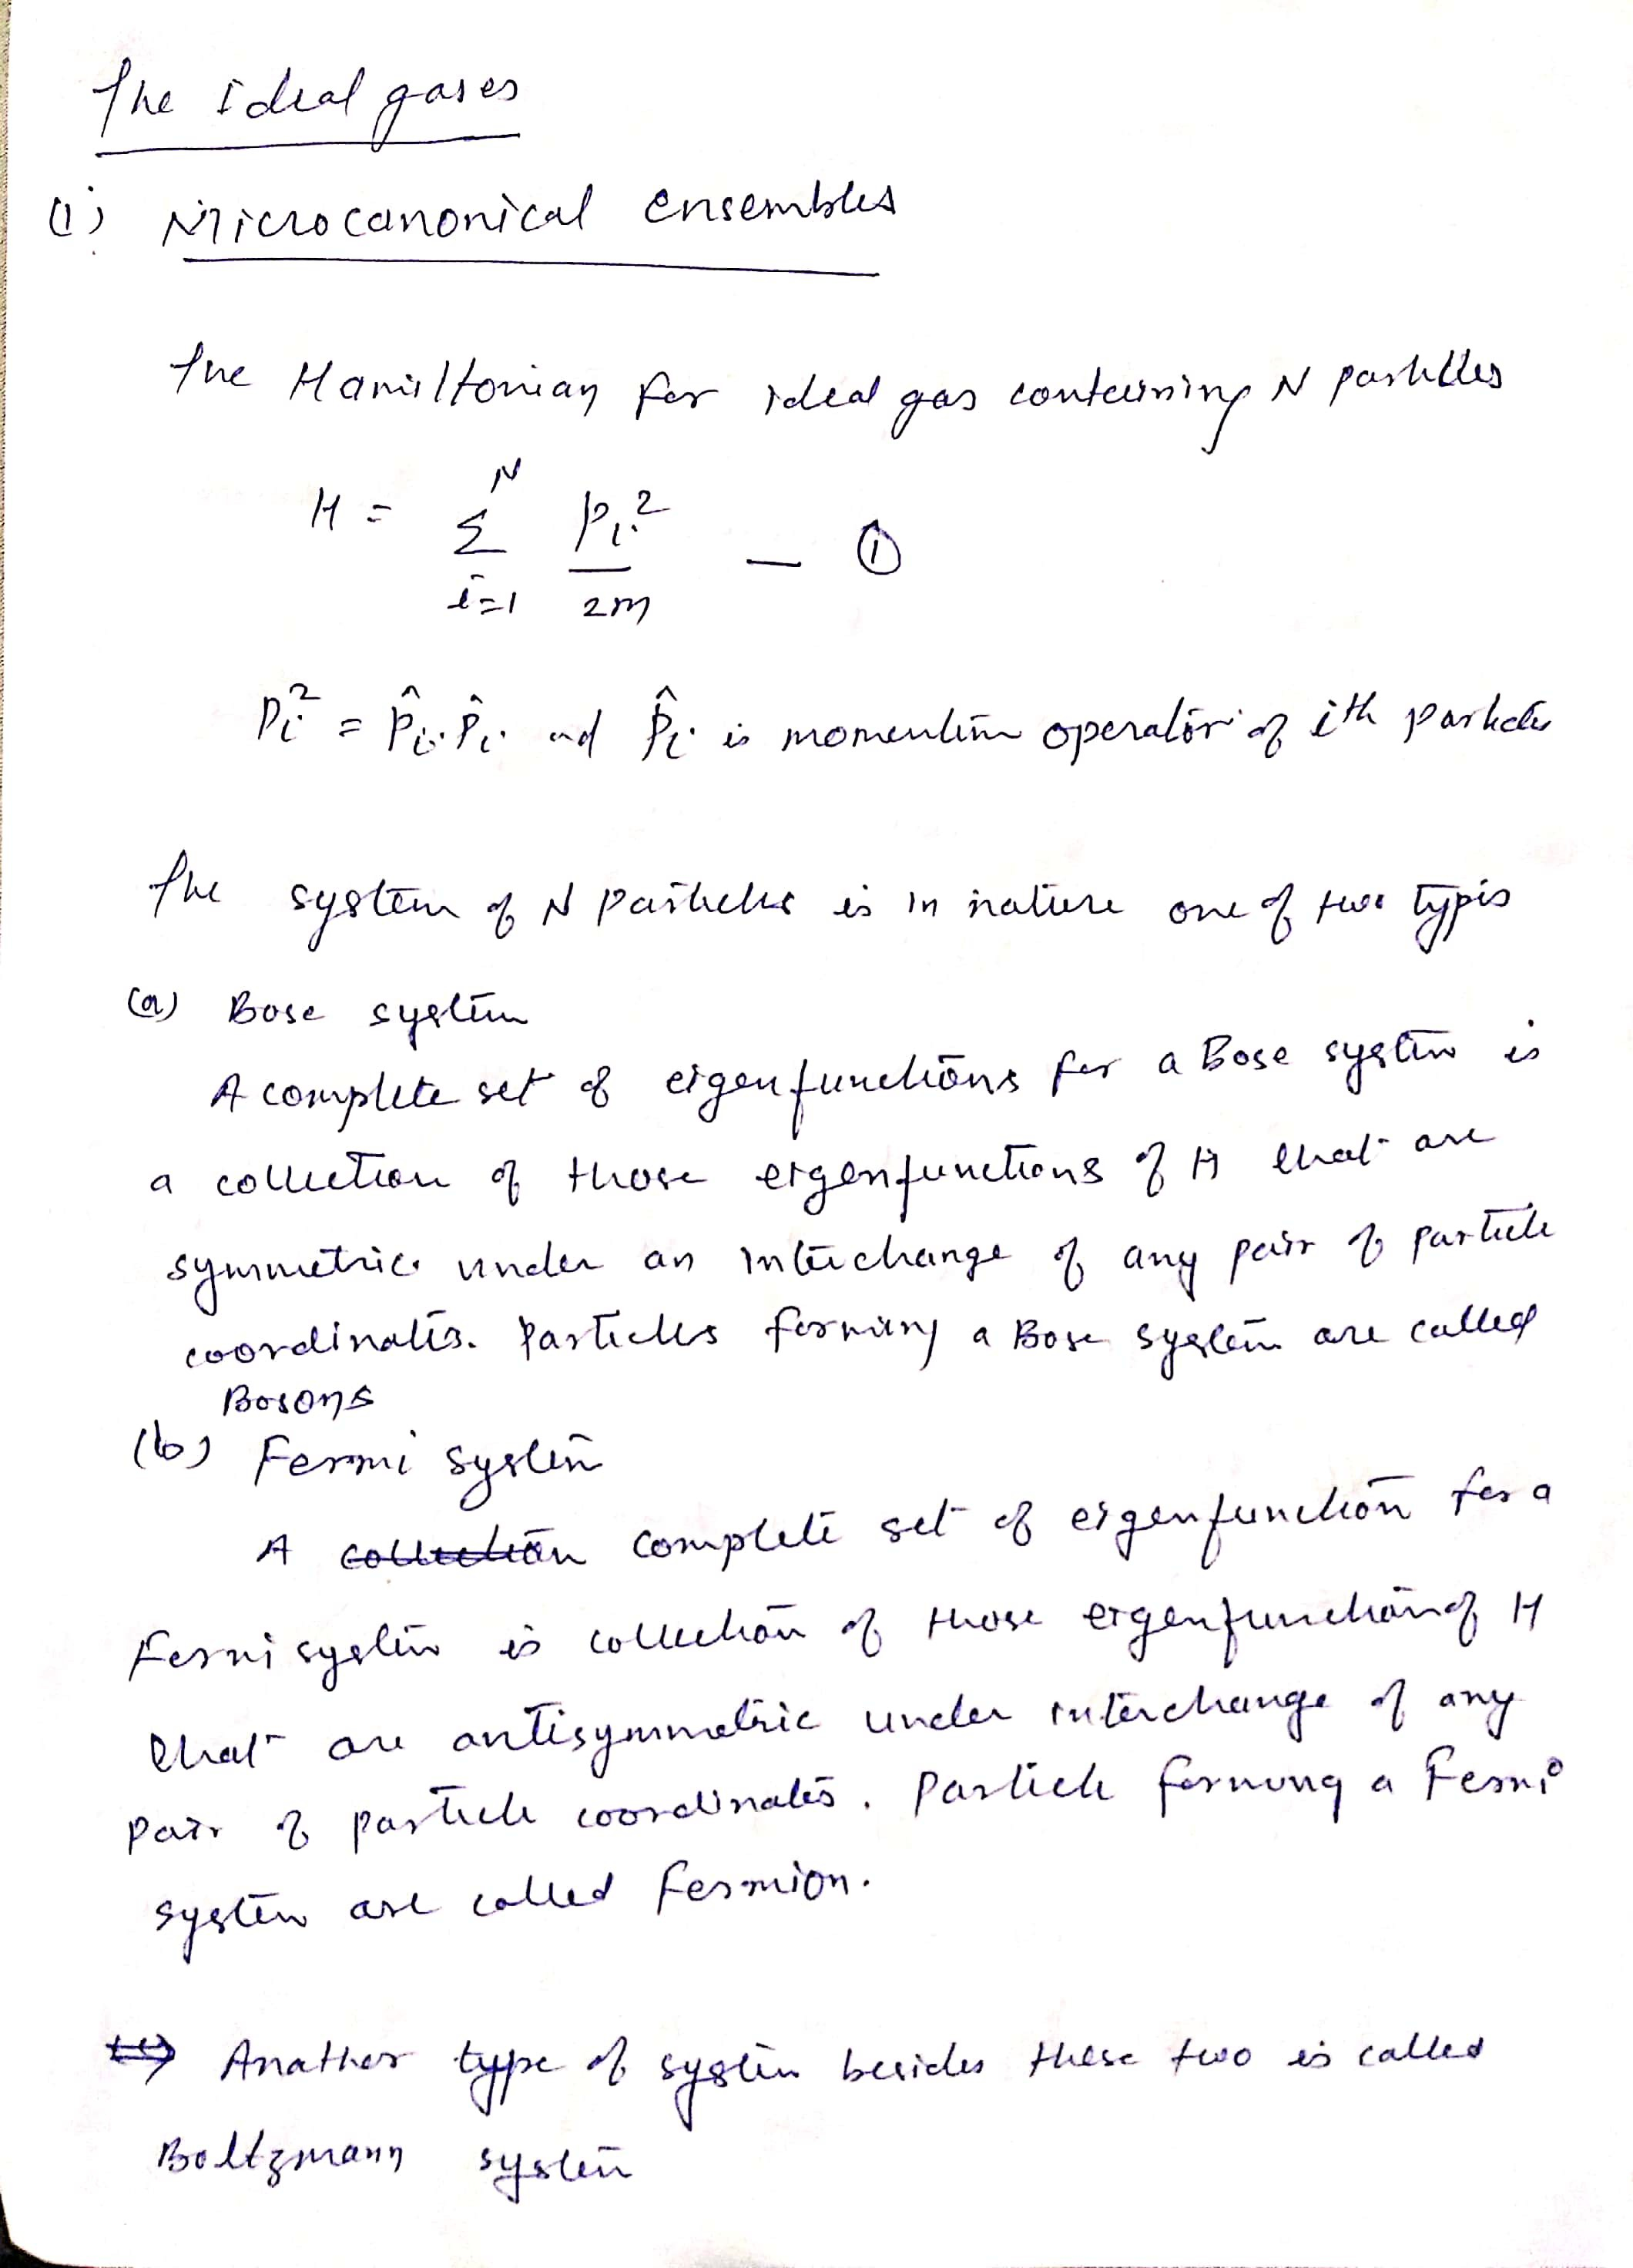 The Ideal gases
(i) Microcanonical Ensembles
The Hamiltonian for ideal gas containing N particles
H = Σ_{i=1}^{N} p_i²/2m — ①
p_i² = p̂_i·p̂_i and p̂_i is momentum operator of ith particles
The system of N particles is in nature one of two types
(a) Bose system
A complete set of eigenfunctions for a Bose system is
a collection of those eigenfunctions of H that are
symmetric under an interchange of any pair of particle
coordinates. Particles forming a Bose system are called
Bosons
(b) Fermi system
A collection complete set of eigenfunction for a
Fermi system is collection of those eigenfunction of H
that are antisymmetric under interchange of any
pair of particle coordinates. Particle forming a Fermi
system are called fermion.
Another type of system besides these two is called
Boltzmann system